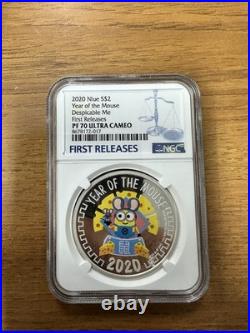 2020 Niue S$2
Year of the Mouse
Despicable Me
First Releases
PF 70 ULTRA CAMEO
FIRST RELEASES
NGC
YEAR OF THE MOUSE
2020